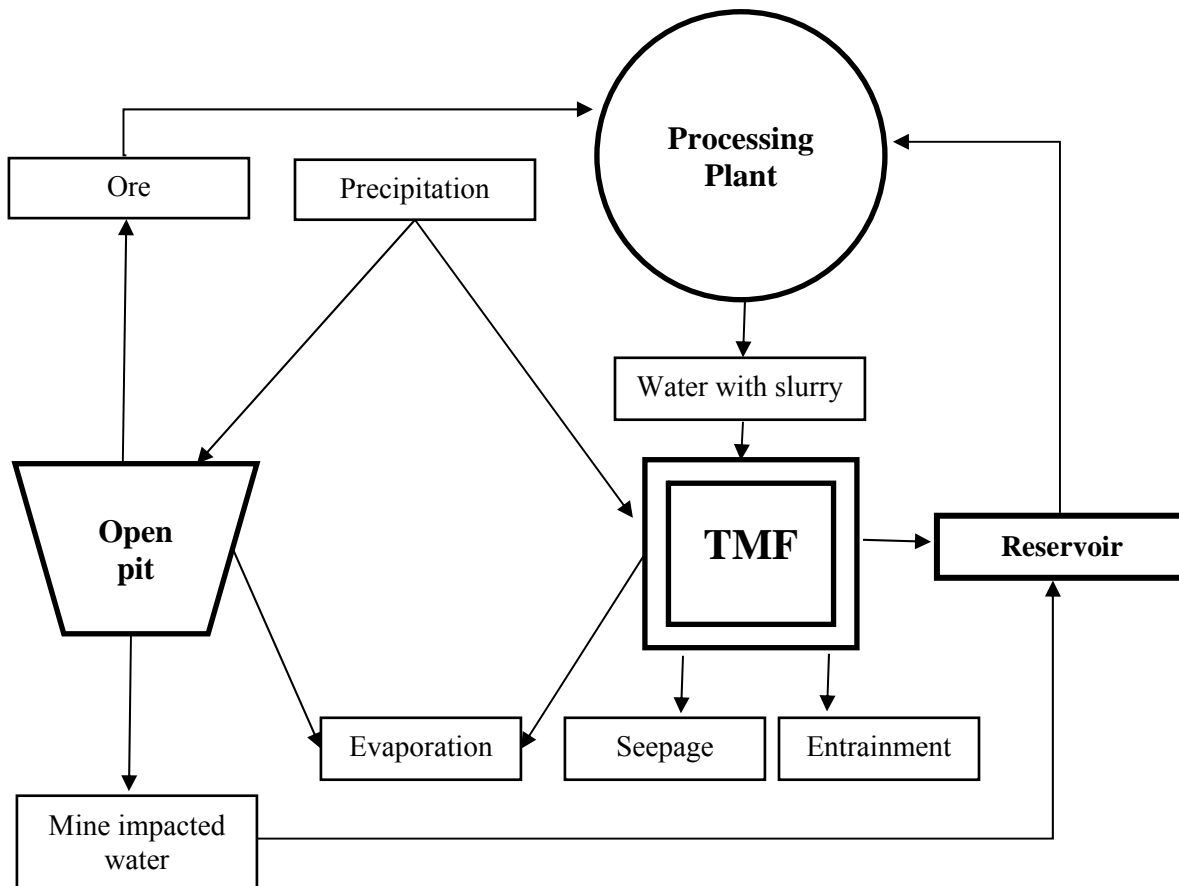 Processing
Plant
Ore
Precipitation
Water with slurry
Open
pit
TMF
Reservoir
Evaporation
Seepage
Entrainment
Mine impacted
water